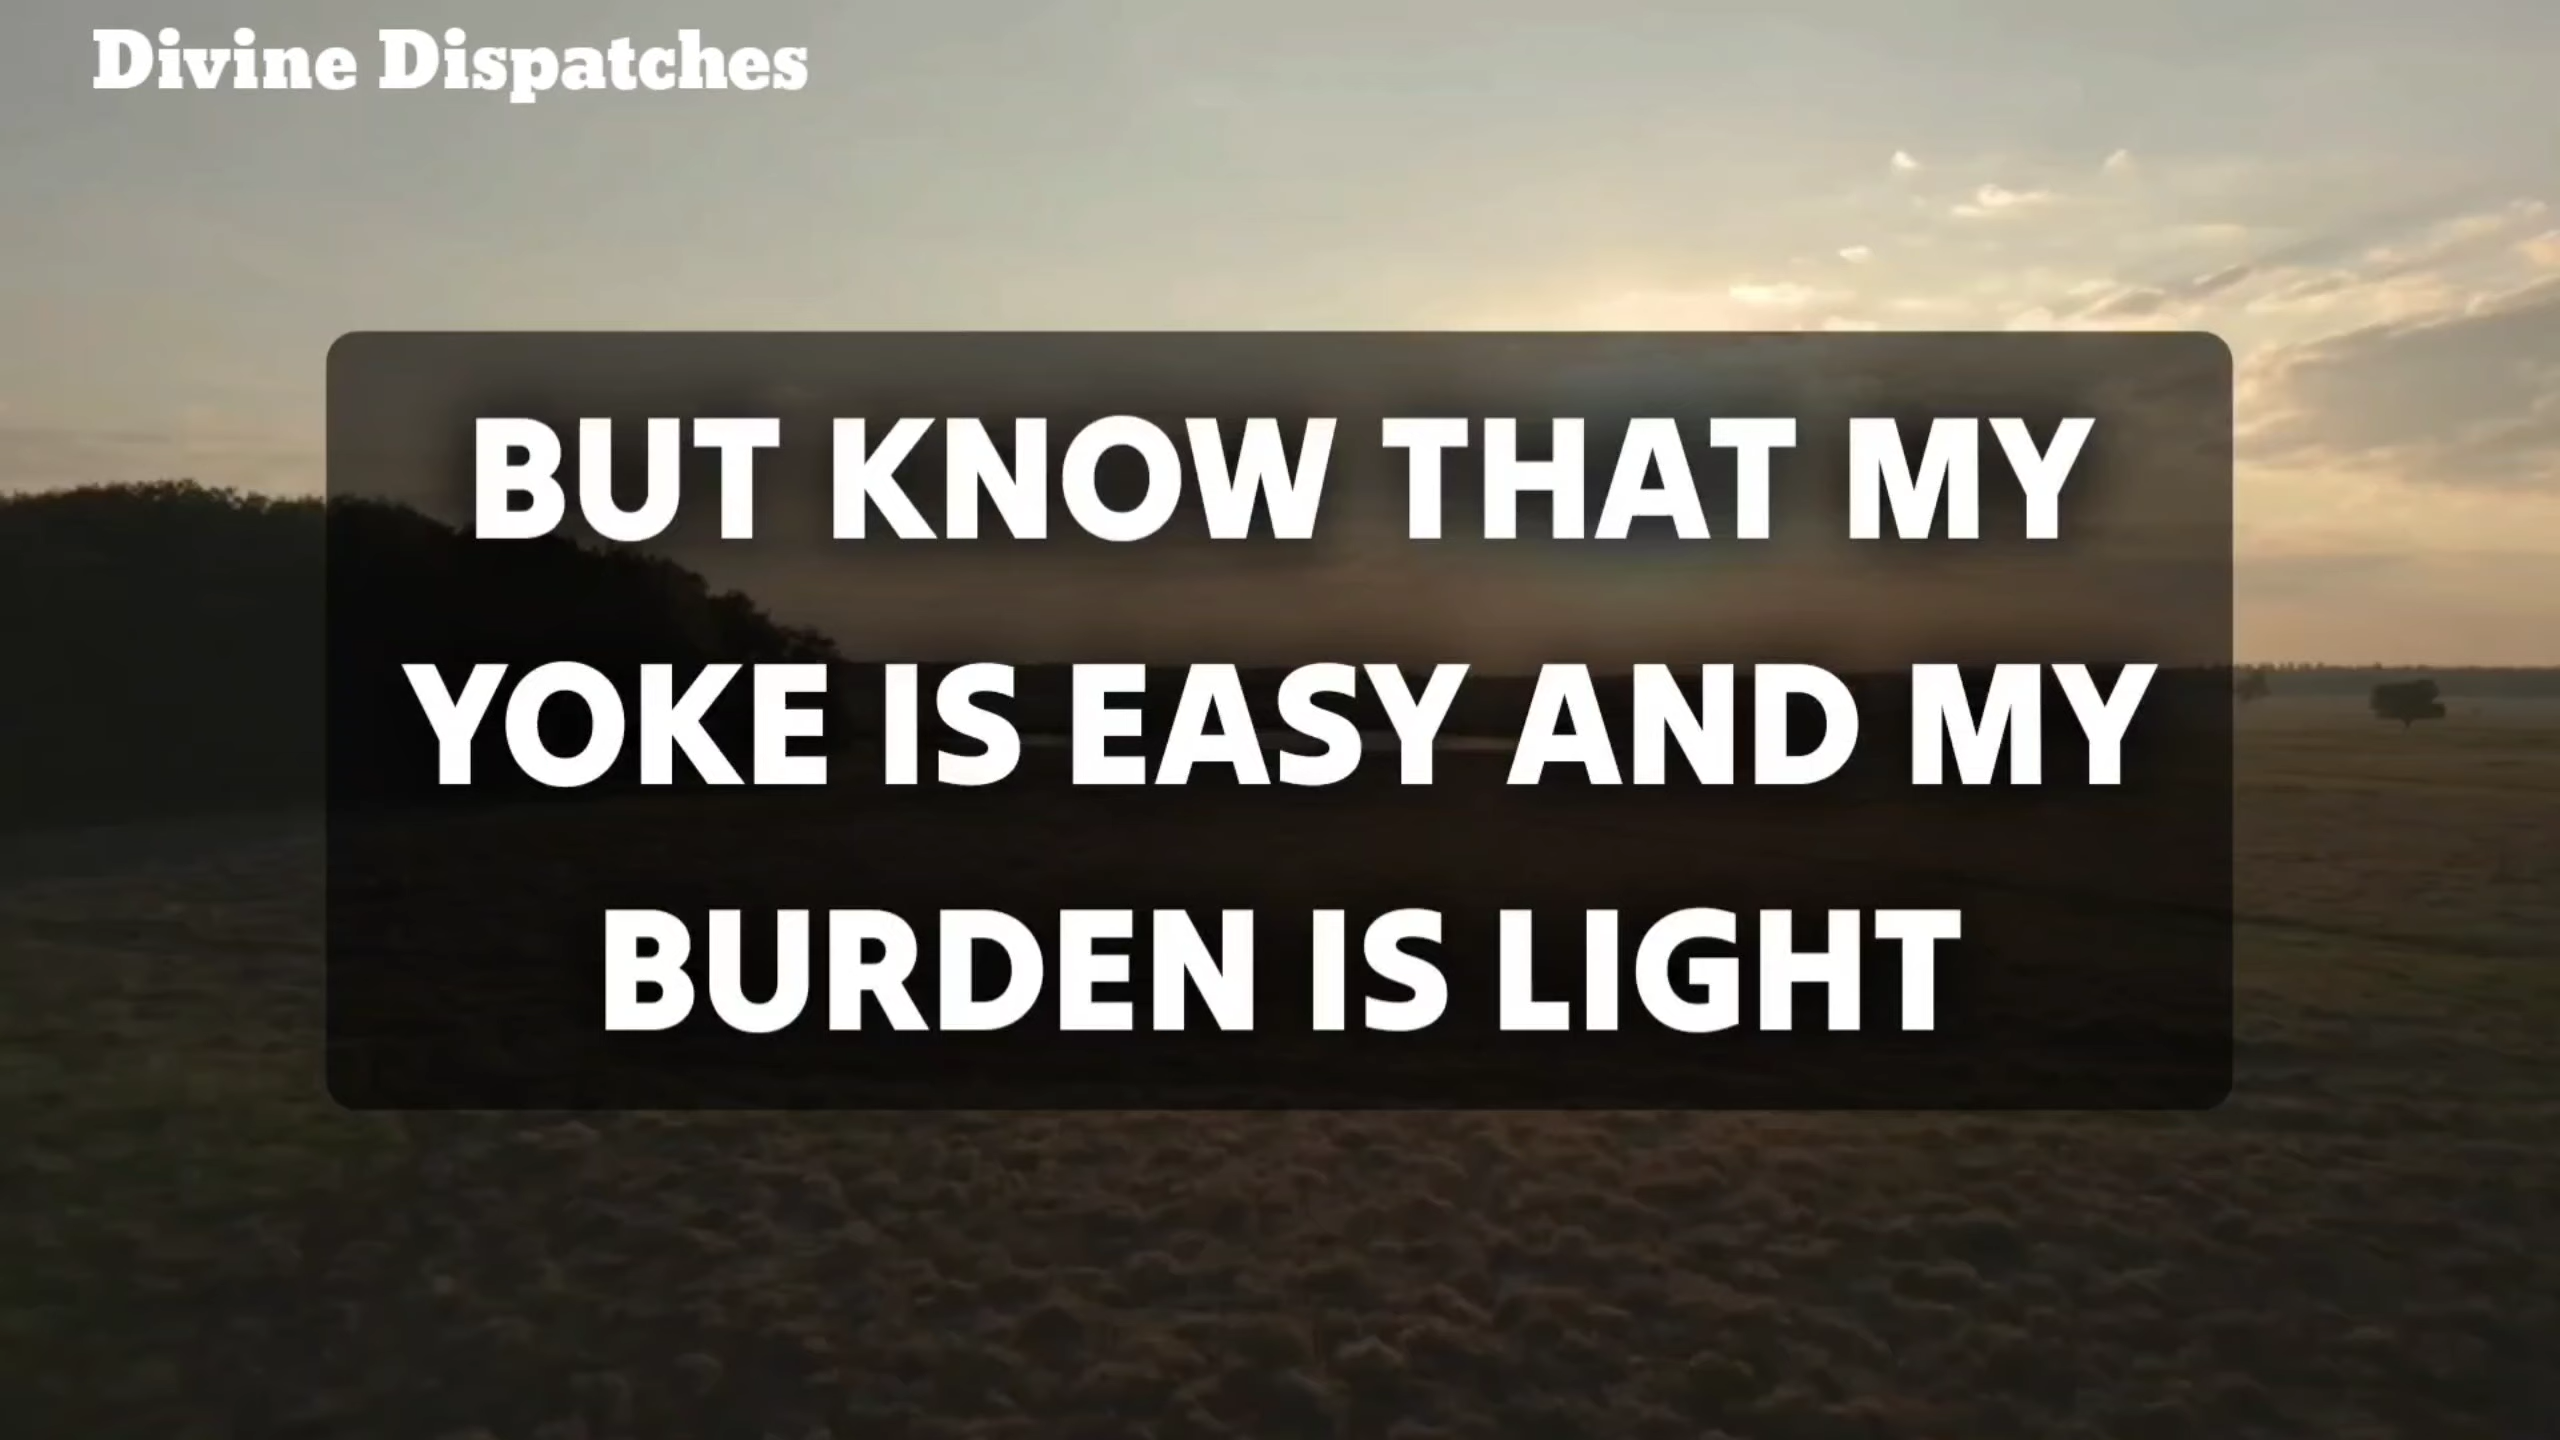 Divine Dispatches
BUT KNOW THAT MY
YOKE IS EASY AND MY
BURDEN IS LIGHT